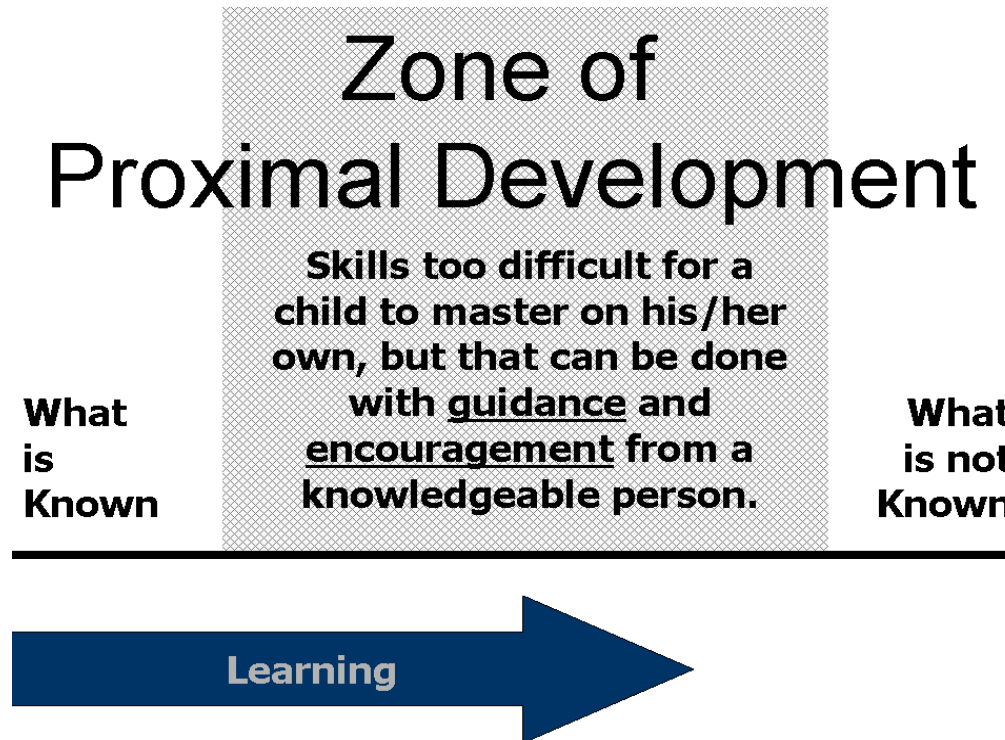 Zone of
Proximal Development
Skills too difficult for a
child to master on his/her
own, but that can be done
with guidance and
encouragement from a
knowledgeable person.
What
is
Known
What
is not
Known
Learning